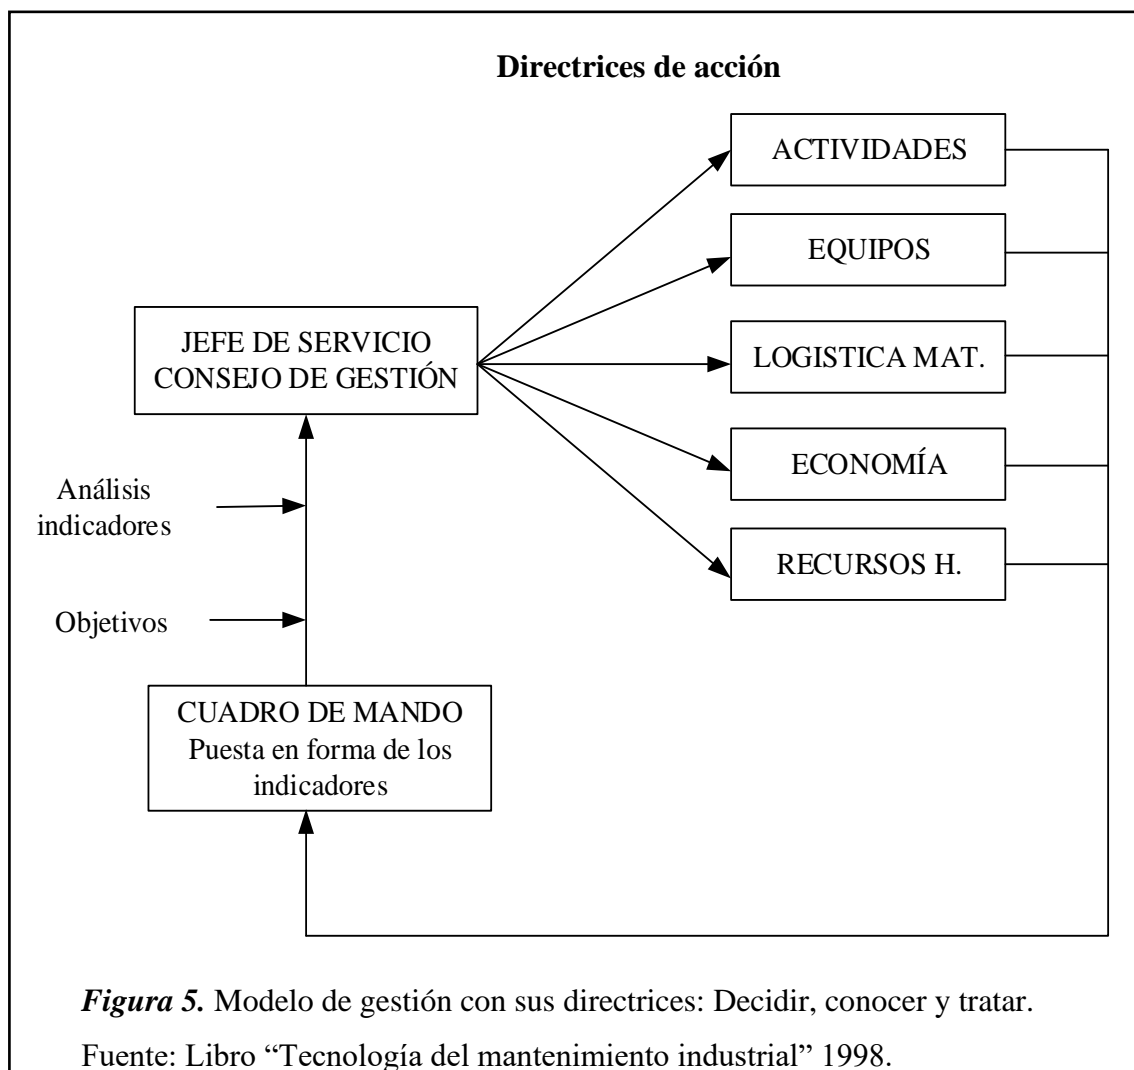 Directrices de acción
ACTIVIDADES
EQUIPOS
JEFE DE SERVICIO
CONSEJO DE GESTIÓN
LOGISTICA MAT.
ECONOMÍA
Análisis
indicadores
RECURSOS H.
Objetivos
CUADRO DE MANDO
Puesta en forma de los
indicadores
Figura 5. Modelo de gestión con sus directrices: Decidir, conocer y tratar.
Fuente: Libro “Tecnología del mantenimiento industrial” 1998.